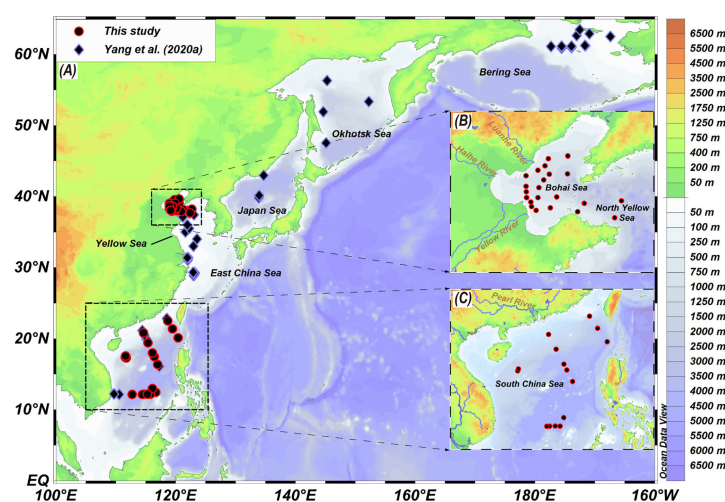 This study
Yang et al. (2020a)
(A)
60°N
50°N
40°N
30°N
20°N
10°N
EQ
100°E
120°E
140°E
160°E
180°E
160°W
Bering Sea
Okhotsk Sea
Japan Sea
Yellow Sea
East China Sea
(B)
Luanhe River
Haihe River
Bohai Sea
North Yellow
Sea
Yellow River
(C)
Pearl River
South China Sea
Ocean Data View
6500 m
5500 m
4500 m
3500 m
2500 m
1750 m
1250 m
1000 m
700 m
400 m
200 m
50 m
50 m
100 m
250 m
500 m
750 m
1000 m
1250 m
1500 m
2000 m
3000 m
3500 m
4000 m
4500 m
5000 m
5500 m
6000 m
6500 m